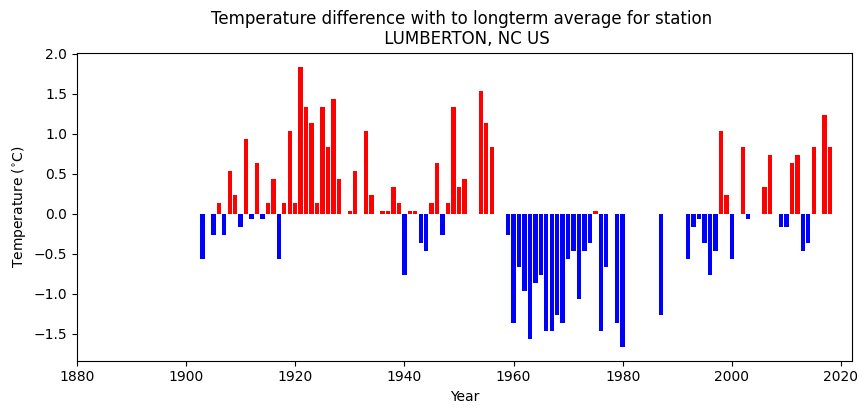 Temperature difference with to longterm average for station
LUMBERTON, NC US
2.0
1.5
1.0
0.5
0.0
−0.5
−1.0
−1.5
Temperature (°C)
1880 1900 1920 1940 1960 1980 2000 2020
Year